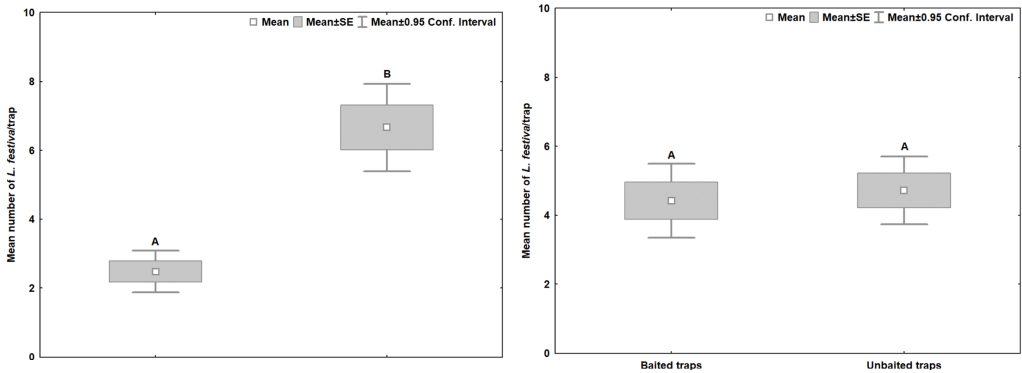 Mean Mean±SE Mean±0.95 Conf. Interval
Mean number of L. festiva/trap
10
8
6
4
2
0
A
B
Mean Mean±SE Mean±0.95 Conf. Interval
Mean number of L. festiva/trap
10
8
6
4
2
0
A
A
Baited traps
Unbaited traps